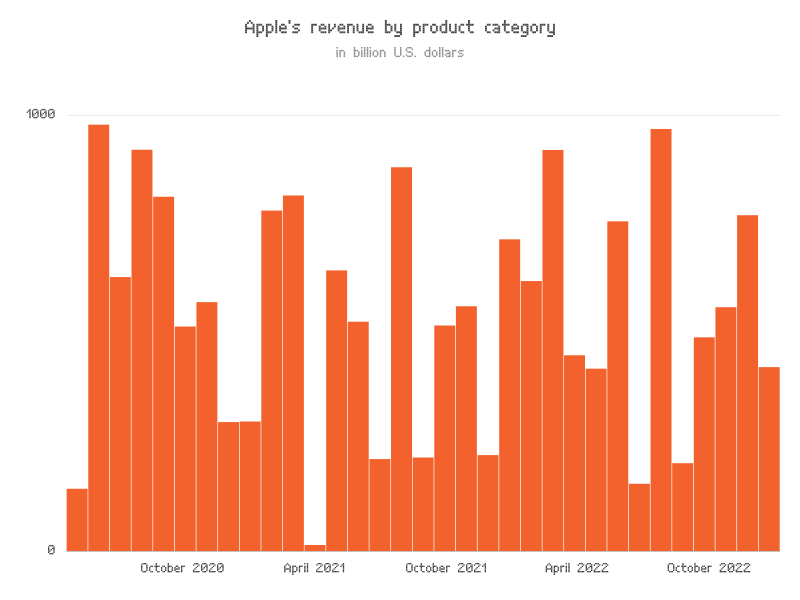 Apple's revenue by product category
in billion U.S. dollars
1000
0
October 2020
April 2021
October 2021
April 2022
October 2022